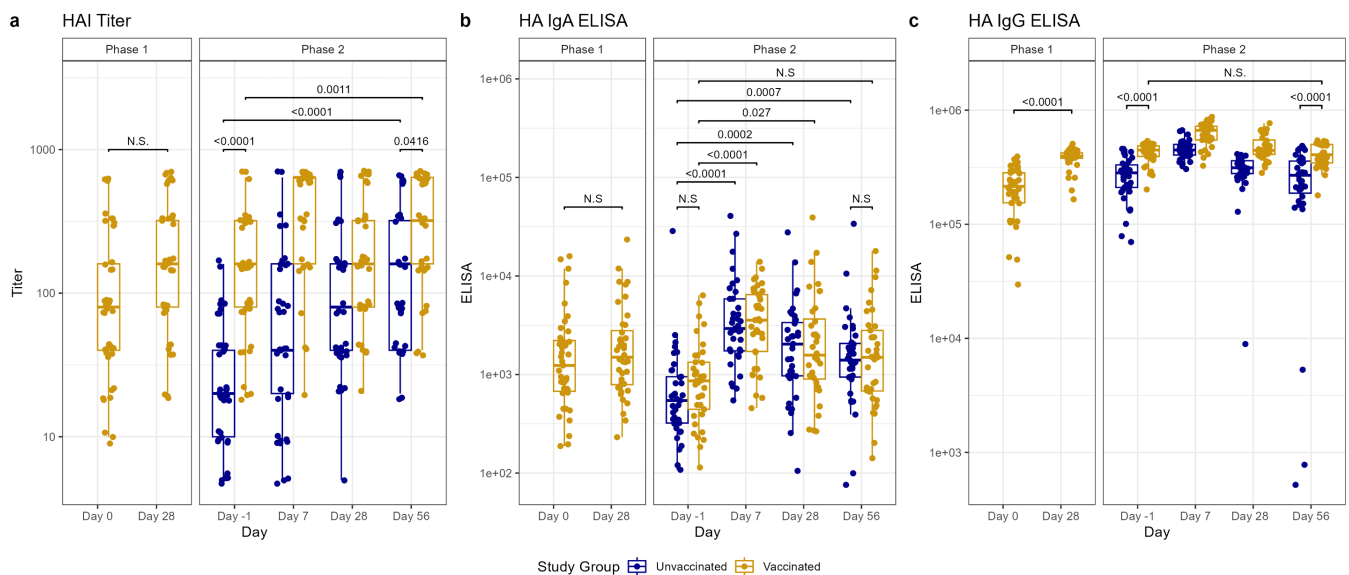 a HAI Titer
Phase 1 Phase 2
N.S.
0.0011
<0.0001
<0.0001
0.0416
1000
100
10
Titer
Day 0 Day 28 Day -1 Day 7 Day 28 Day 56
Day
b HA IgA ELISA
Phase 1 Phase 2
N.S
N.S
0.0007
0.027
0.0002
<0.0001
<0.0001
N.S
N.S
1e+06
1e+05
1e+04
1e+03
1e+02
ELISA
Day 0 Day 28 Day -1 Day 7 Day 28 Day 56
Day
c HA IgG ELISA
Phase 1 Phase 2
<0.0001
N.S.
<0.0001
<0.0001
1e+06
1e+05
1e+04
1e+03
ELISA
Day 0 Day 28 Day -1 Day 7 Day 28 Day 56
Day
Study Group Unvaccinated Vaccinated